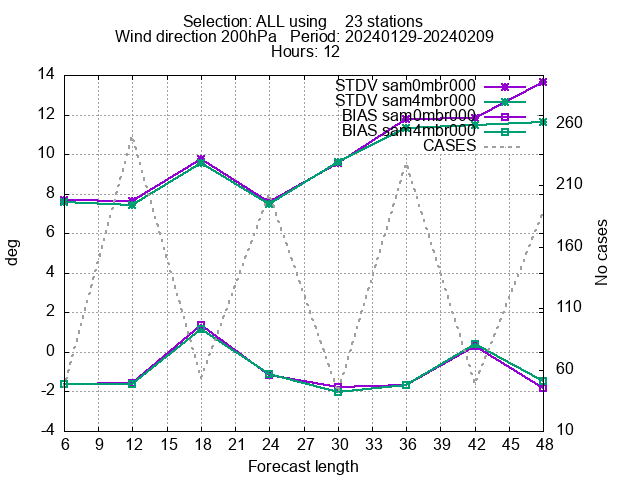 Selection: ALL using    23 stations
Wind direction 200hPa   Period: 20240129-20240209
Hours: 12
14
12
10
8
6
4
2
0
-2
-4
deg
STDV sam0mbr000
STDV sam4mbr000
BIAS sam0mbr000
BIAS sam4mbr000
CASES
260
210
160
110
60
10
No cases
6 9 12 15 18 21 24 27 30 33 36 39 42 45 48
Forecast length